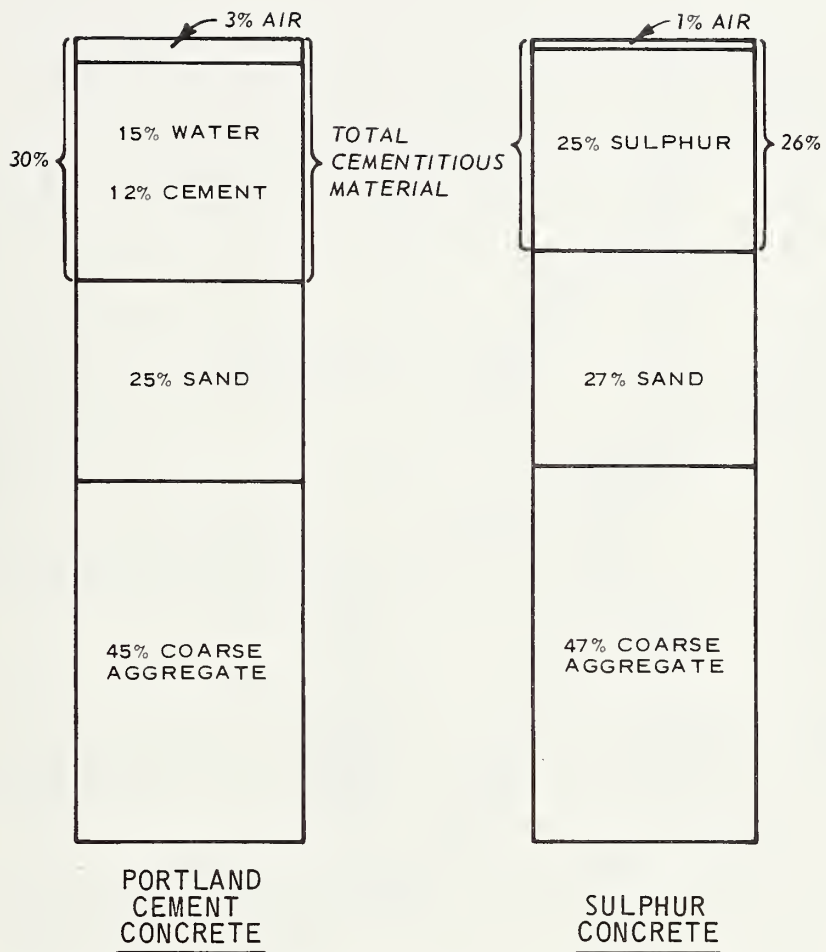 3% AIR
30%
15% WATER
12% CEMENT
TOTAL
CEMENTITIOUS
MATERIAL
25% SAND
45% COARSE
AGGREGATE
PORTLAND
CEMENT
CONCRETE
1% AIR
25% SULPHUR
26%
27% SAND
47% COARSE
AGGREGATE
SULPHUR
CONCRETE